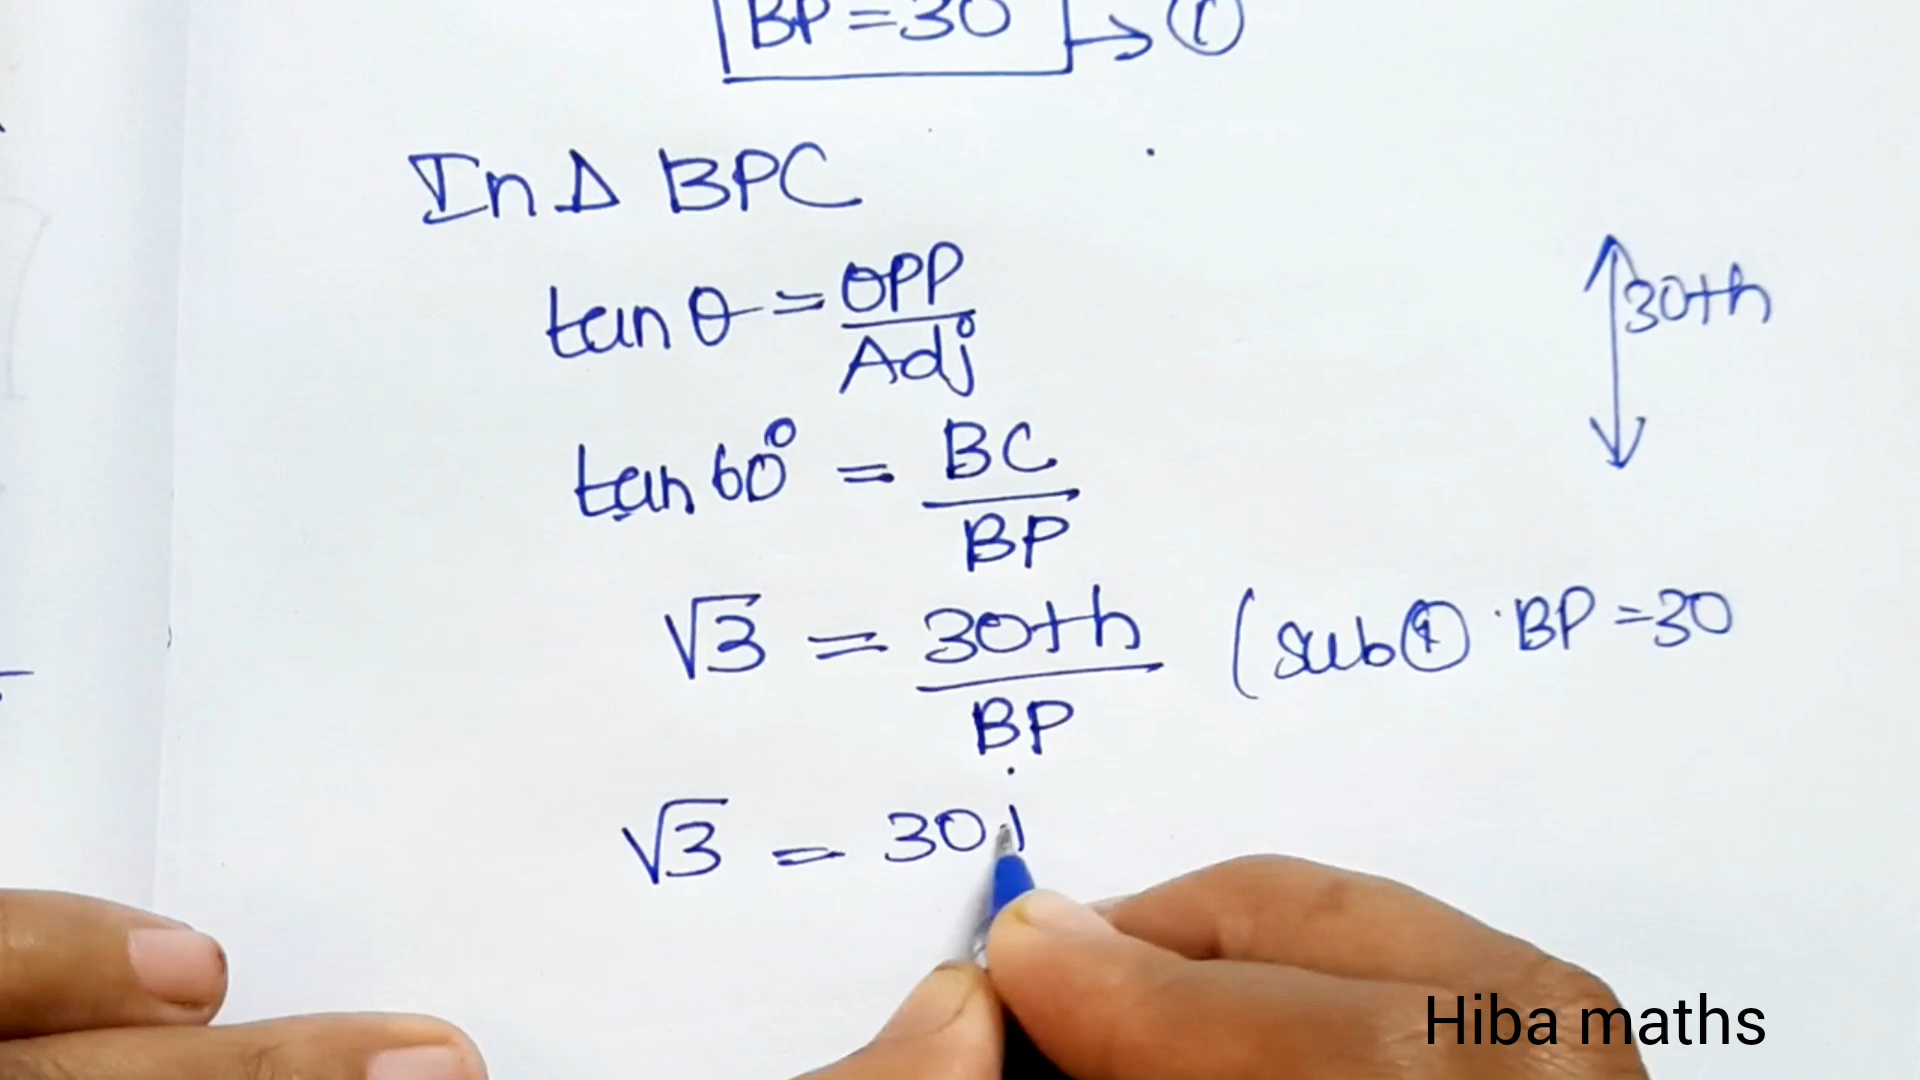 BP=30 → ①
In Δ BPC
tan θ = OPP/Adj
30+h
tan 60° = BC/BP
√3 = 30+h/BP (sub ① BP=30
√3 = 30
Hiba maths